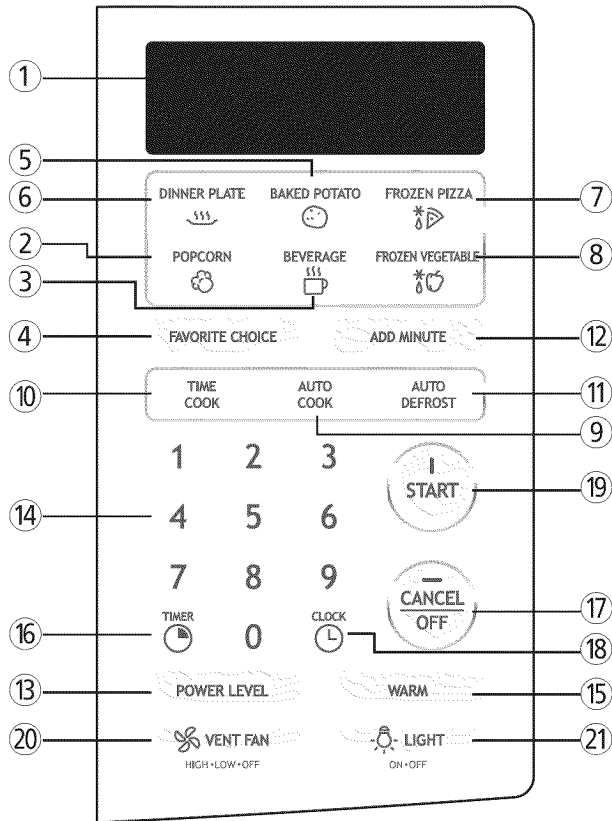 ①
⑤
⑥ DINNER PLATE BAKED POTATO FROZEN PIZZA ⑦
② POPCORN BEVERAGE FROZEN VEGETABLE ⑧
③
④ FAVORITE CHOICE ADD MINUTE ⑫
⑩ TIME COOK AUTO COOK AUTO DEFROST ⑪
⑨
1 2 3
START ⑲
⑭ 4 5 6
7 8 9
CANCEL
OFF ⑰
⑯ TIMER 0 CLOCK ⑱
⑬ POWER LEVEL WARM ⑮
⑳ VENT FAN LIGHT ㉑
HIGH•LOW•OFF ON•OFF